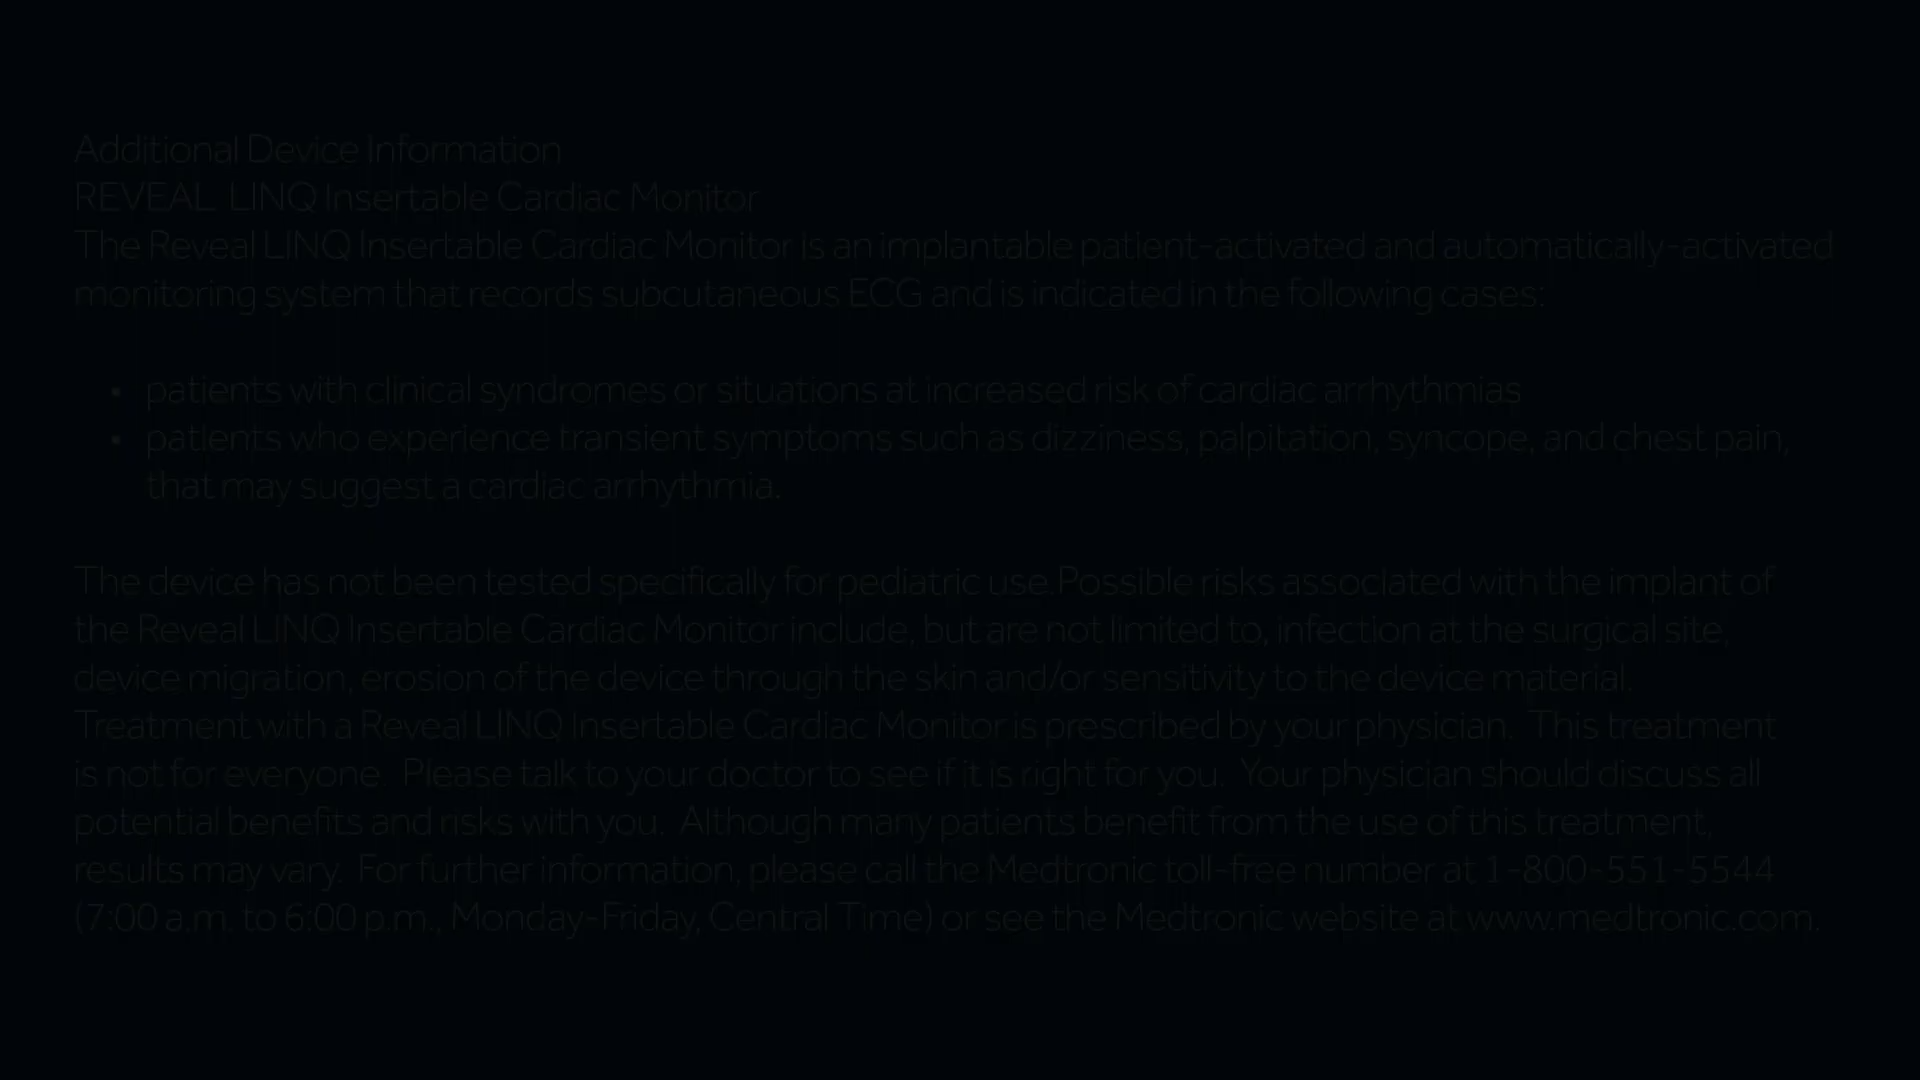 Additional Device Information
REVEAL LINQ Insertable Cardiac Monitor
The Reveal LINQ Insertable Cardiac Monitor is an implantable patient-activated and automatically-activated
monitoring system that records subcutaneous ECG and is indicated in the following cases:
• patients with clinical syndromes or situations at increased risk of cardiac arrhythmias
• patients who experience transient symptoms such as dizziness, palpitation, syncope, and chest pain,
that may suggest a cardiac arrhythmia.
The device has not been tested specifically for pediatric use.Possible risks associated with the implant of
the Reveal LINQ Insertable Cardiac Monitor include, but are not limited to, infection at the surgical site,
device migration, erosion of the device through the skin and/or sensitivity to the device material.
Treatment with a Reveal LINQ Insertable Cardiac Monitor is prescribed by your physician. This treatment
is not for everyone. Please talk to your doctor to see if it is right for you. Your physician should discuss all
potential benefits and risks with you. Although many patients benefit from the use of this treatment,
results may vary. For further information, please call the Medtronic toll-free number at 1-800-551-5544
(7:00 a.m. to 6:00 p.m., Monday-Friday, Central Time) or see the Medtronic website at www.medtronic.com.